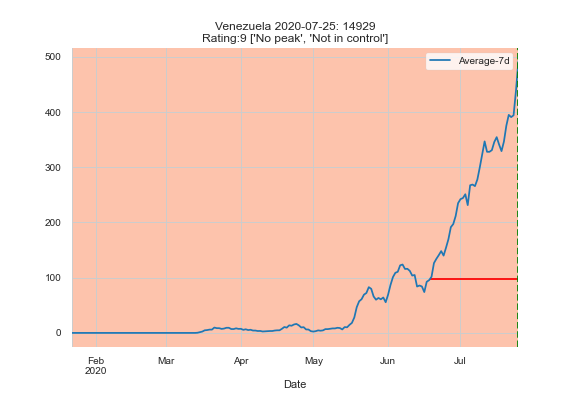 Venezuela 2020-07-25: 14929
Rating:9 ['No peak', 'Not in control']
Average-7d
500
400
300
200
100
0
Feb
2020
Mar
Apr
May
Jun
Jul
Date